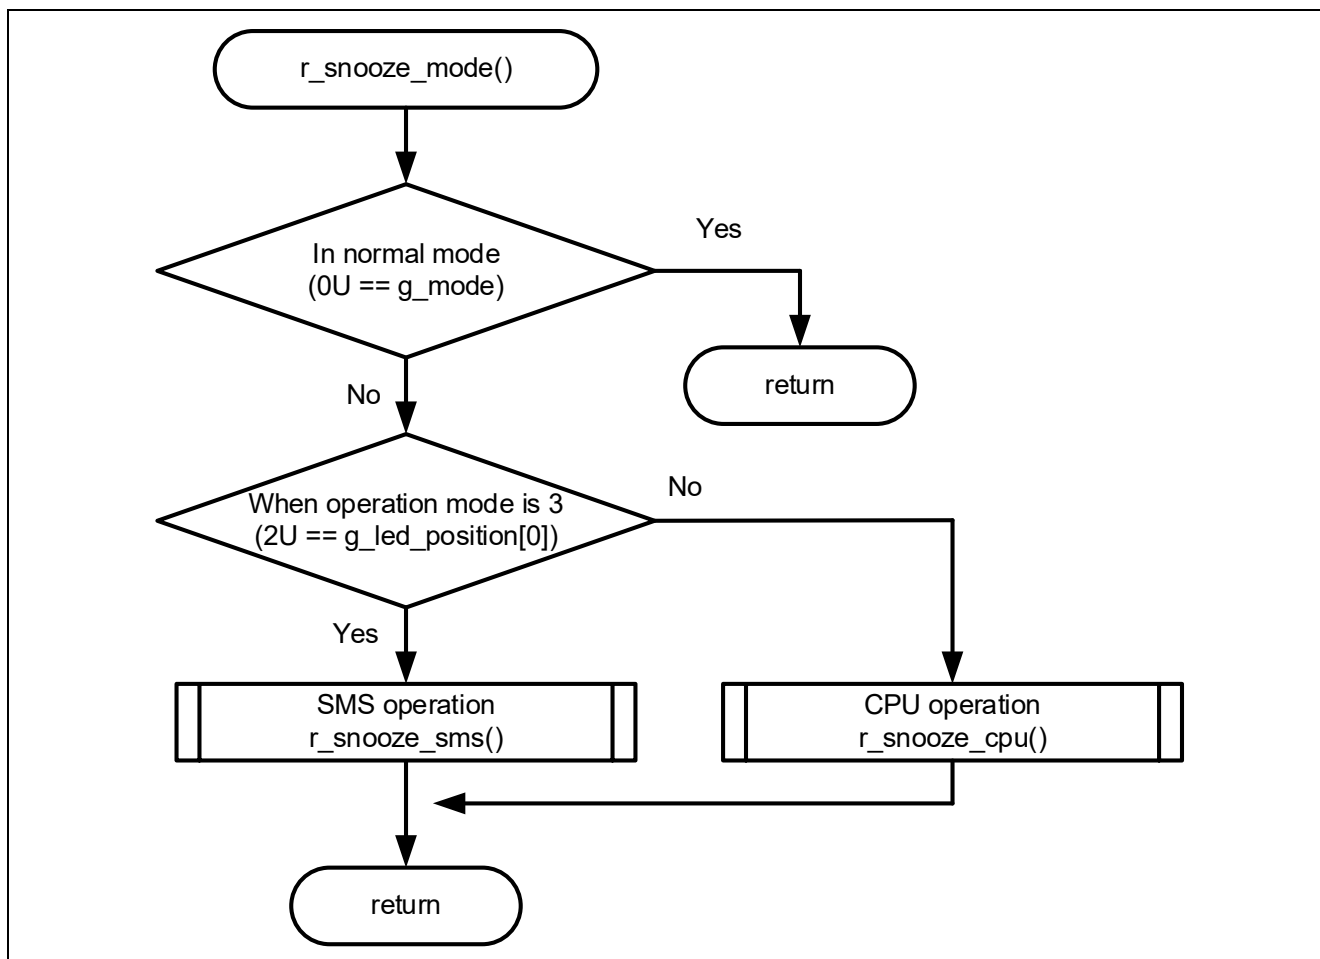 r_snooze_mode()
In normal mode
(0U == g_mode)
Yes
return
No
When operation mode is 3
(2U == g_led_position[0])
No
Yes
SMS operation
r_snooze_sms()
CPU operation
r_snooze_cpu()
return